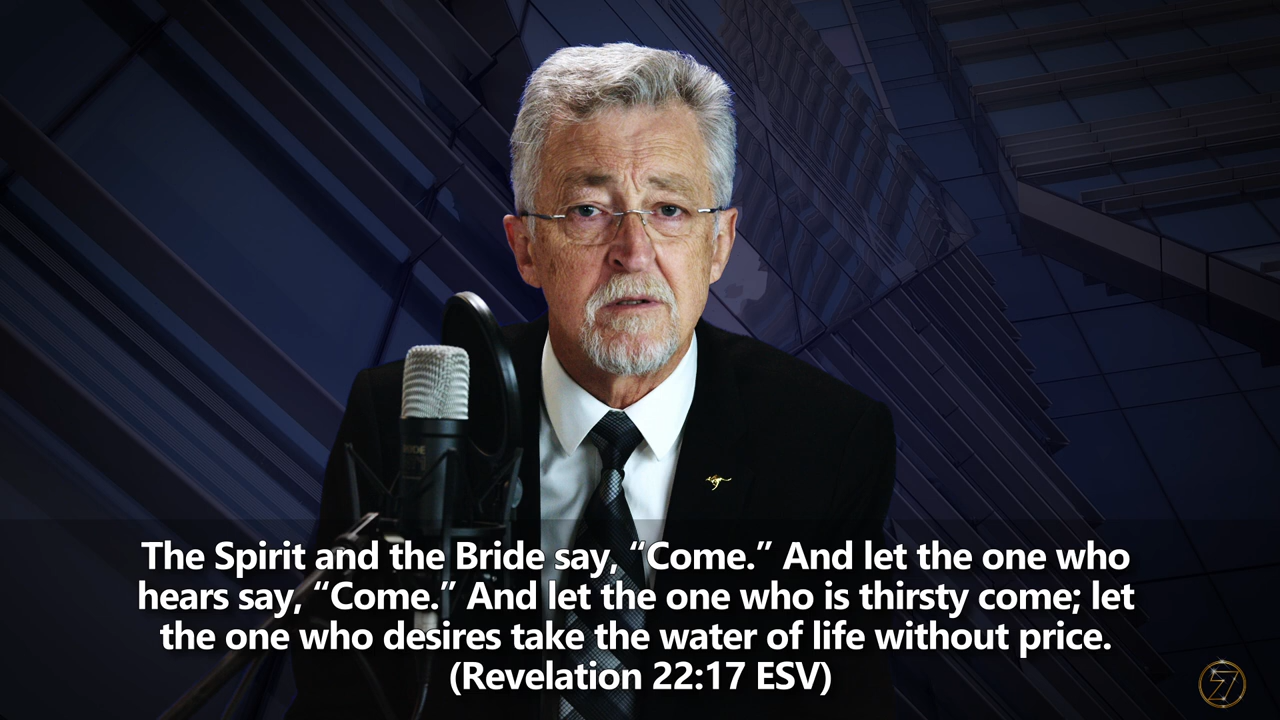 The Spirit and the Bride say, “Come.” And let the one who
hears say, “Come.” And let the one who is thirsty come; let
the one who desires take the water of life without price.
(Revelation 22:17 ESV)